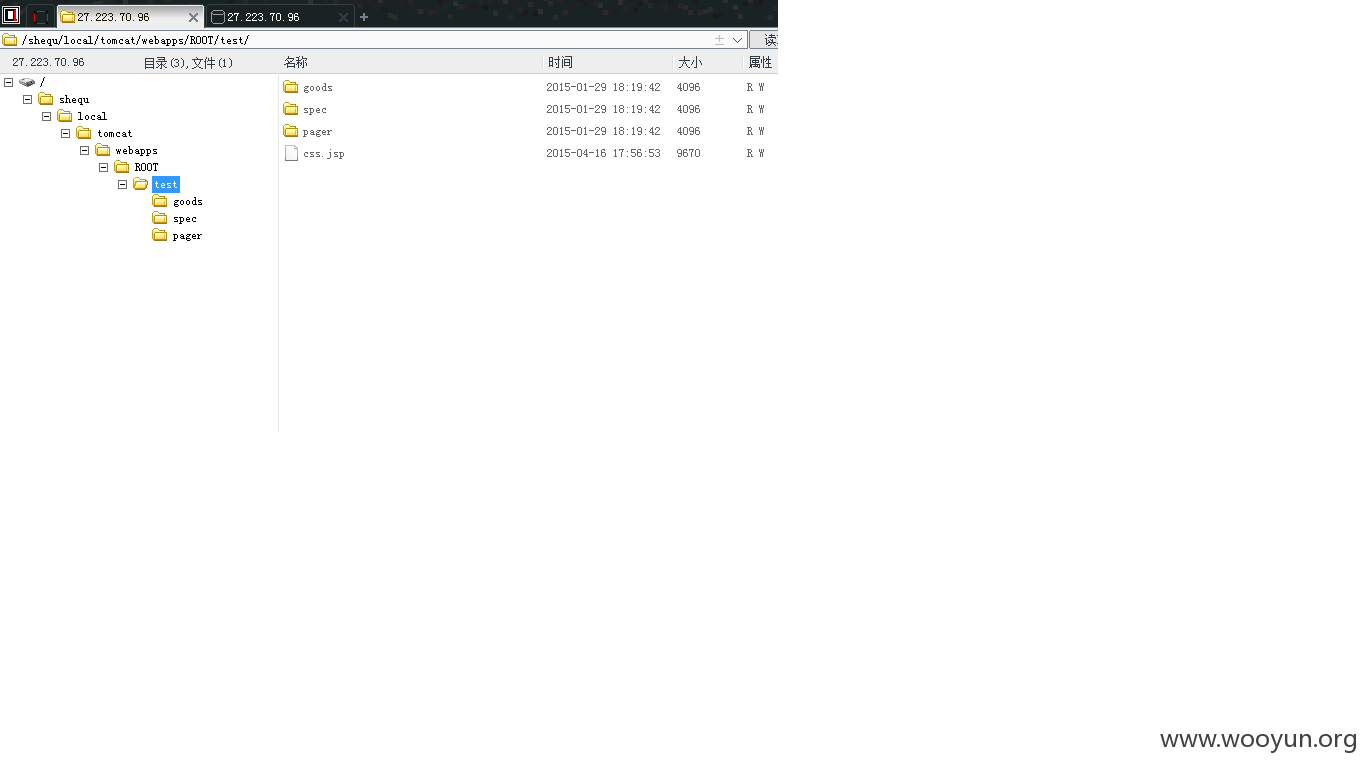 27.223.70.96 27.223.70.96
/shequ/local/tomcat/webapps/ROOT/test/
27.223.70.96 目录(3),文件(1) 名称 时间 大小 属性
/
shequ
local
tomcat
webapps
ROOT
test
goods
spec
pager
goods 2015-01-29 18:19:42 4096 R W
spec 2015-01-29 18:19:42 4096 R W
pager 2015-01-29 18:19:42 4096 R W
css.jsp 2015-04-16 17:56:53 9670 R W
www.wooyun.org